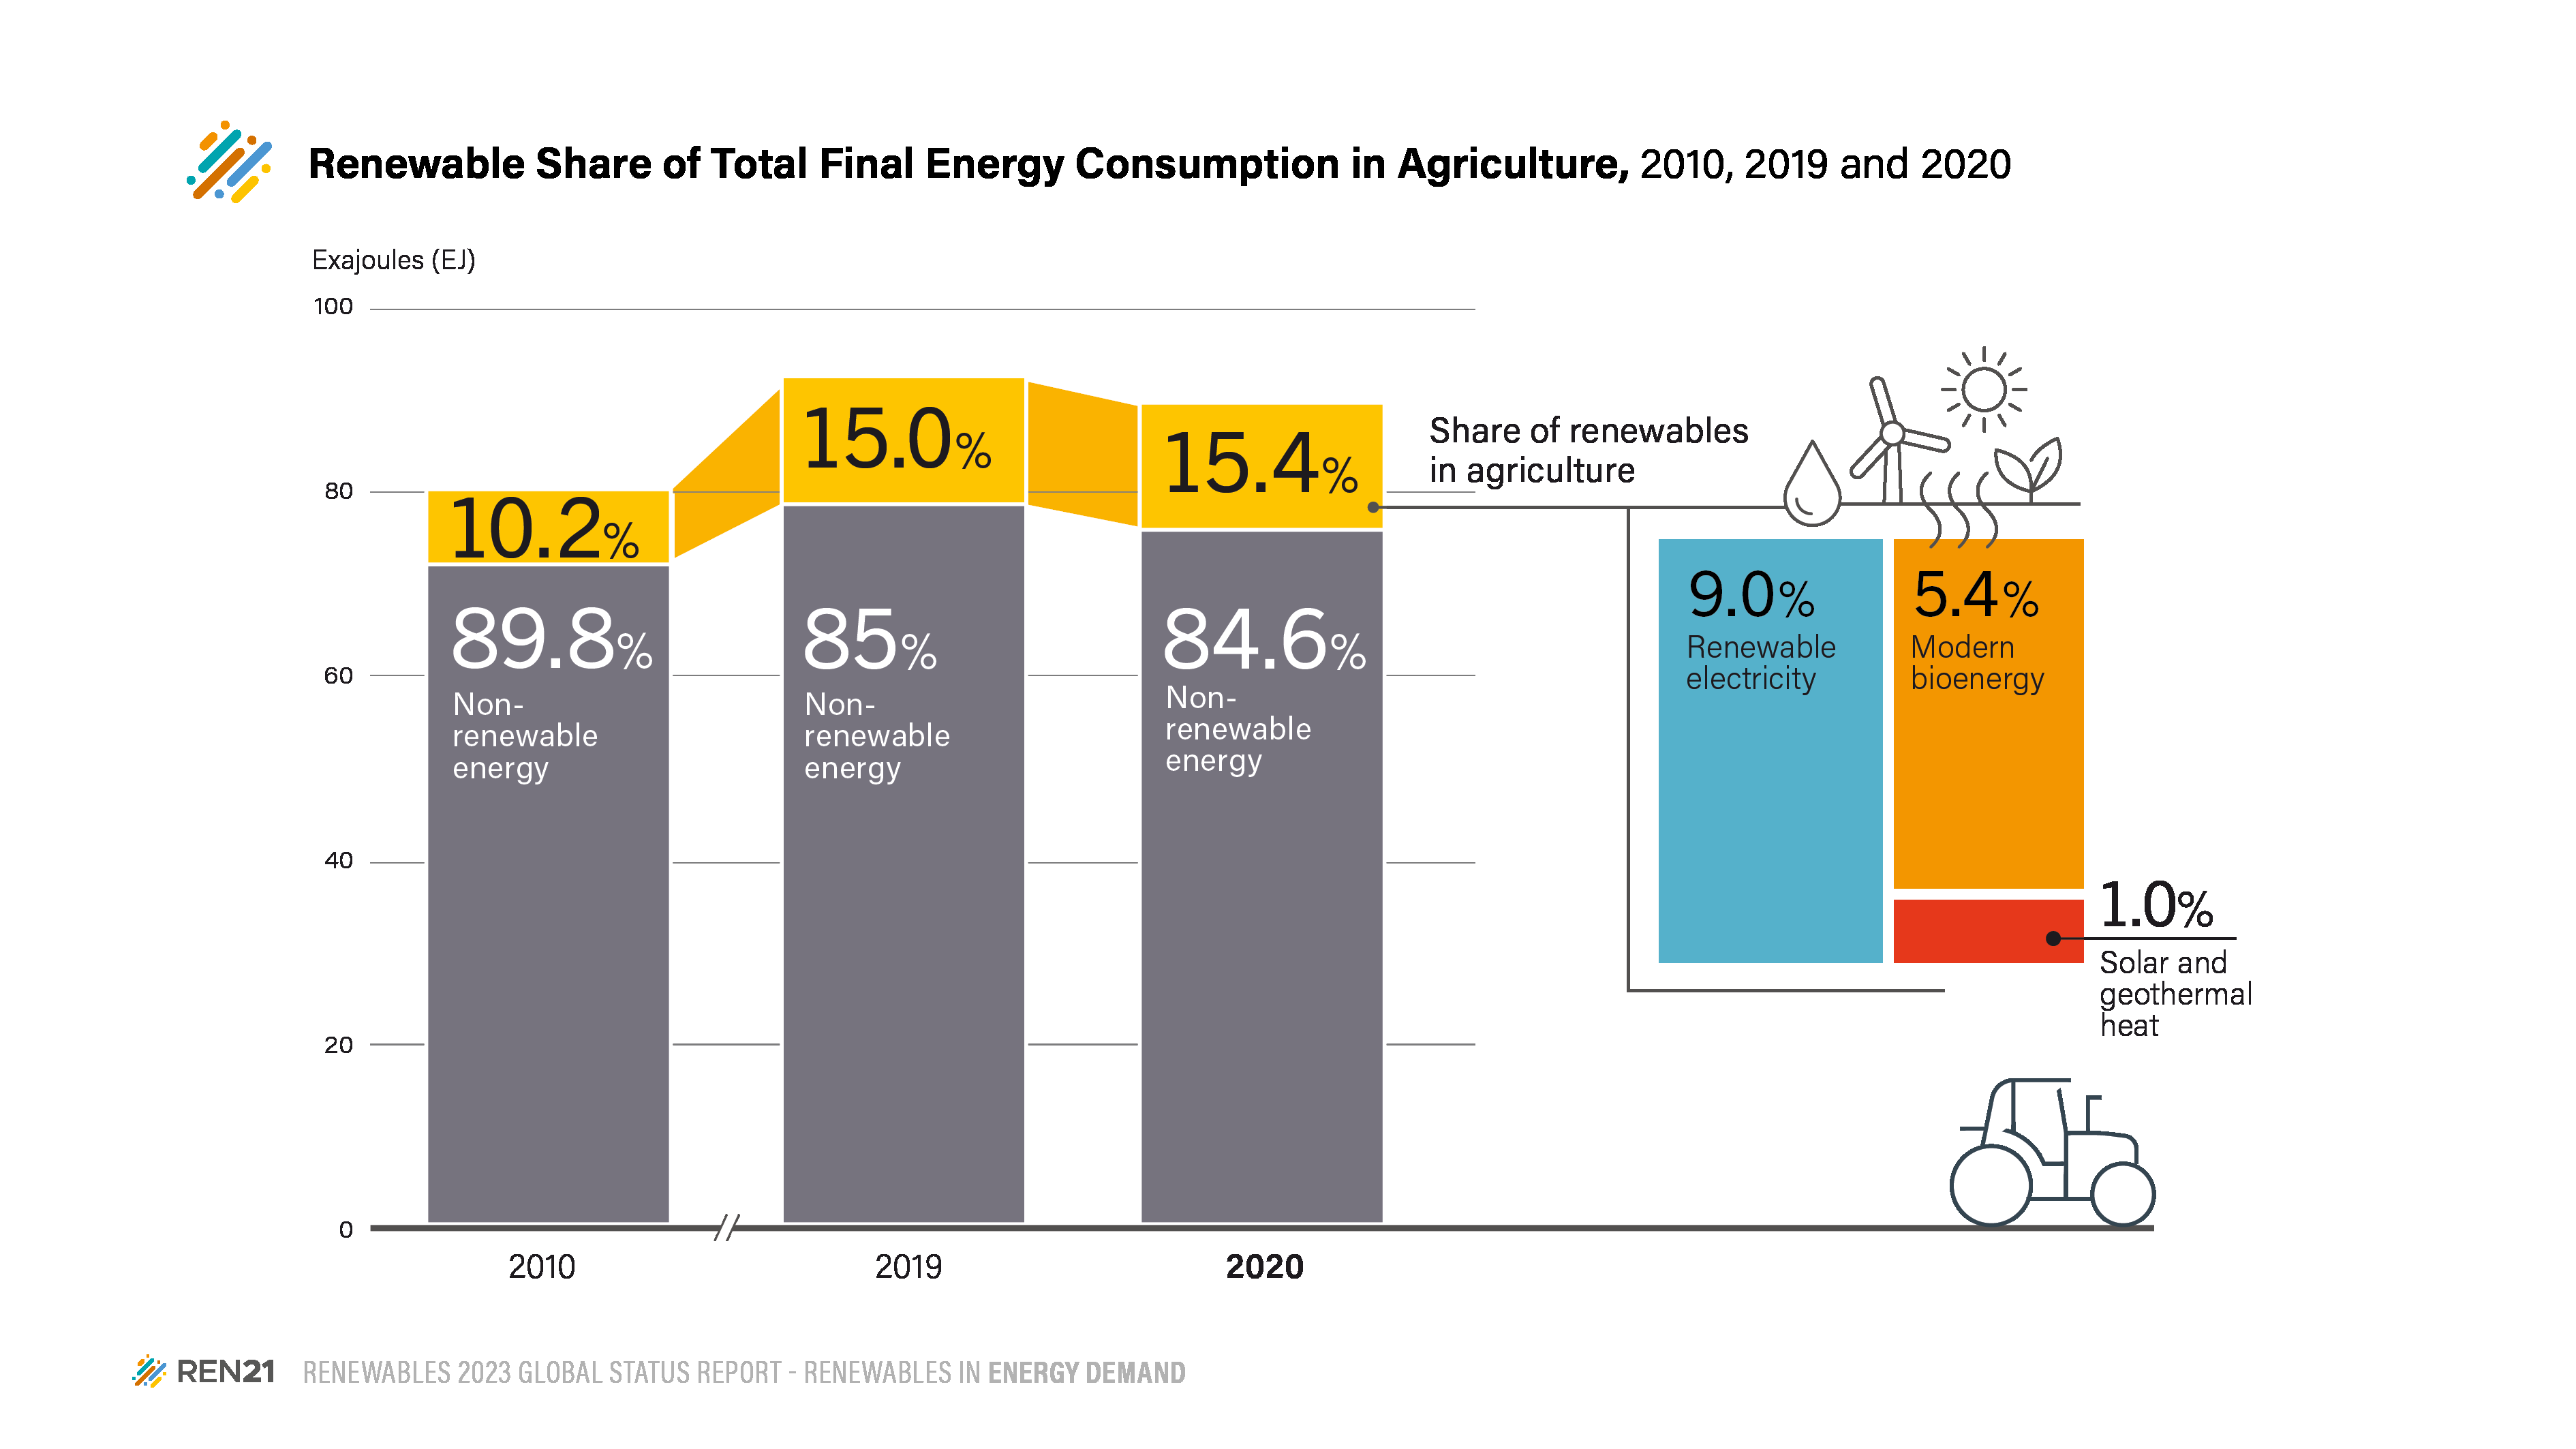 Renewable Share of Total Final Energy Consumption in Agriculture, 2010, 2019 and 2020
Exajoules (EJ)
100
80
60
40
20
0
10.2%
89.8%
Non-
renewable
energy
2010
15.0%
85%
Non-
renewable
energy
2019
15.4%
84.6%
Non-
renewable
energy
2020
Share of renewables
in agriculture
9.0%
Renewable
electricity
5.4%
Modern
bioenergy
1.0%
Solar and
geothermal
heat
REN21 RENEWABLES 2023 GLOBAL STATUS REPORT - RENEWABLES IN ENERGY DEMAND